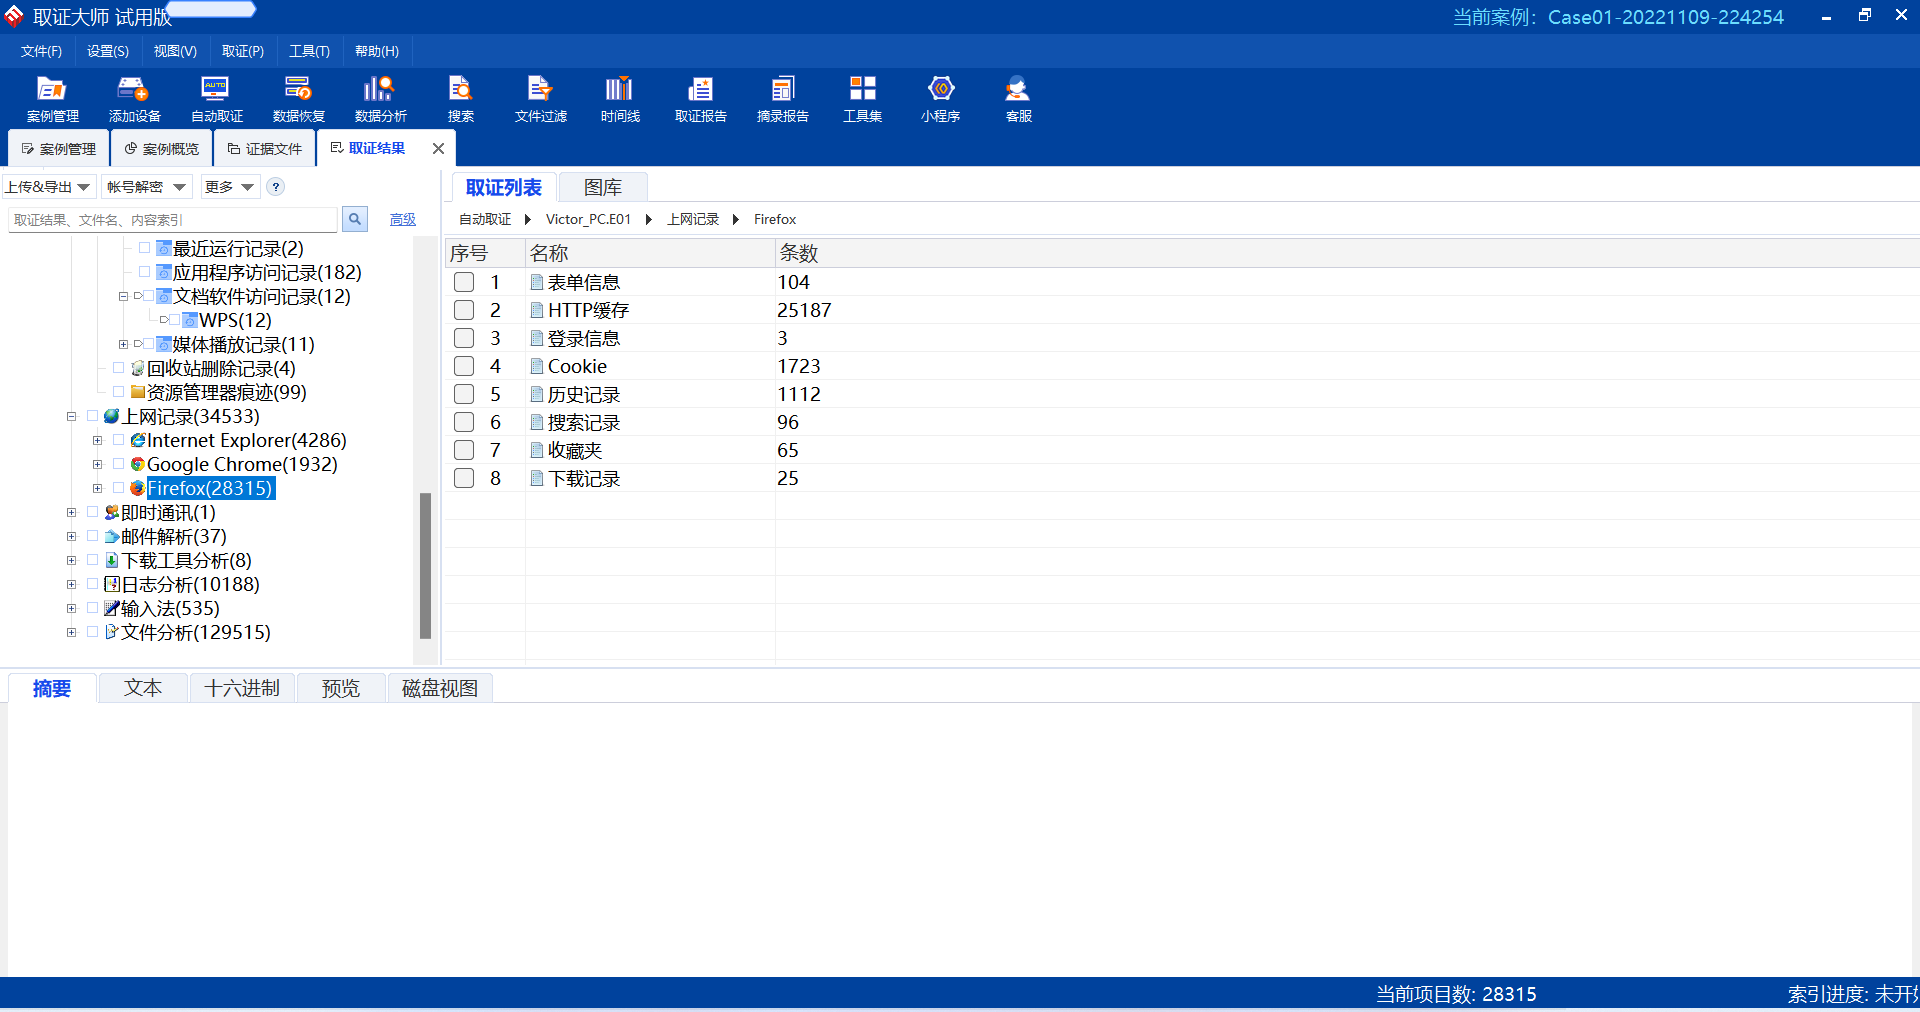 取证大师 试用版
当前案例：Case01-20221109-224254
文件(F) 设置(S) 视图(V) 取证(P) 工具(T) 帮助(H)
AUTO
案例管理 添加设备 自动取证 数据恢复 数据分析 搜索 文件过滤 时间线 取证报告 摘录报告 工具集 小程序 客服
案例管理 案例概览 证据文件 取证结果
上传&导出 帐号解密 更多 ?
取证结果、文件名、内容索引 高级
最近运行记录(2)
应用程序访问记录(182)
文档软件访问记录(12)
WPS(12)
媒体播放记录(11)
回收站删除记录(4)
资源管理器痕迹(99)
上网记录(34533)
Internet Explorer(4286)
Google Chrome(1932)
Firefox(28315)
即时通讯(1)
邮件解析(37)
下载工具分析(8)
日志分析(10188)
输入法(535)
文件分析(129515)
取证列表 图库
自动取证 Victor_PC.E01 上网记录 Firefox
序号 名称 条数
1 表单信息 104
2 HTTP缓存 25187
3 登录信息 3
4 Cookie 1723
5 历史记录 1112
6 搜索记录 96
7 收藏夹 65
8 下载记录 25
摘要 文本 十六进制 预览 磁盘视图
当前项目数: 28315
索引进度: 未开